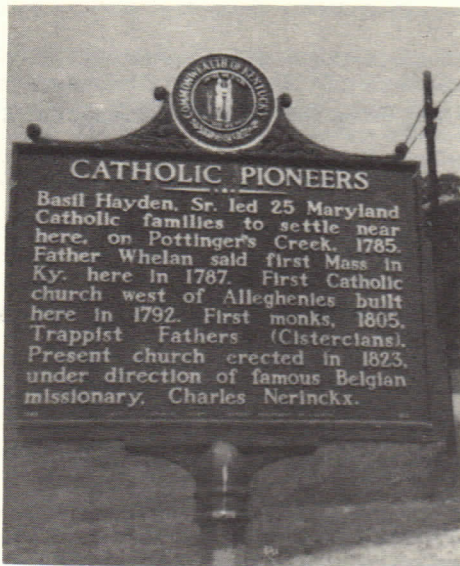 COMMONWEALTH OF KENTUCKY
CATHOLIC PIONEERS
Basil Hayden, Sr. led 25 Maryland
Catholic families to settle near
here, on Pottinger's Creek, 1785.
Father Whelan said first Mass in
Ky. here in 1787. First Catholic
church west of Alleghenies built
here in 1792. First monks, 1805,
Trappist Fathers (Cistercians).
Present church erected in 1823,
under direction of famous Belgian
missionary, Charles Nerinckx.